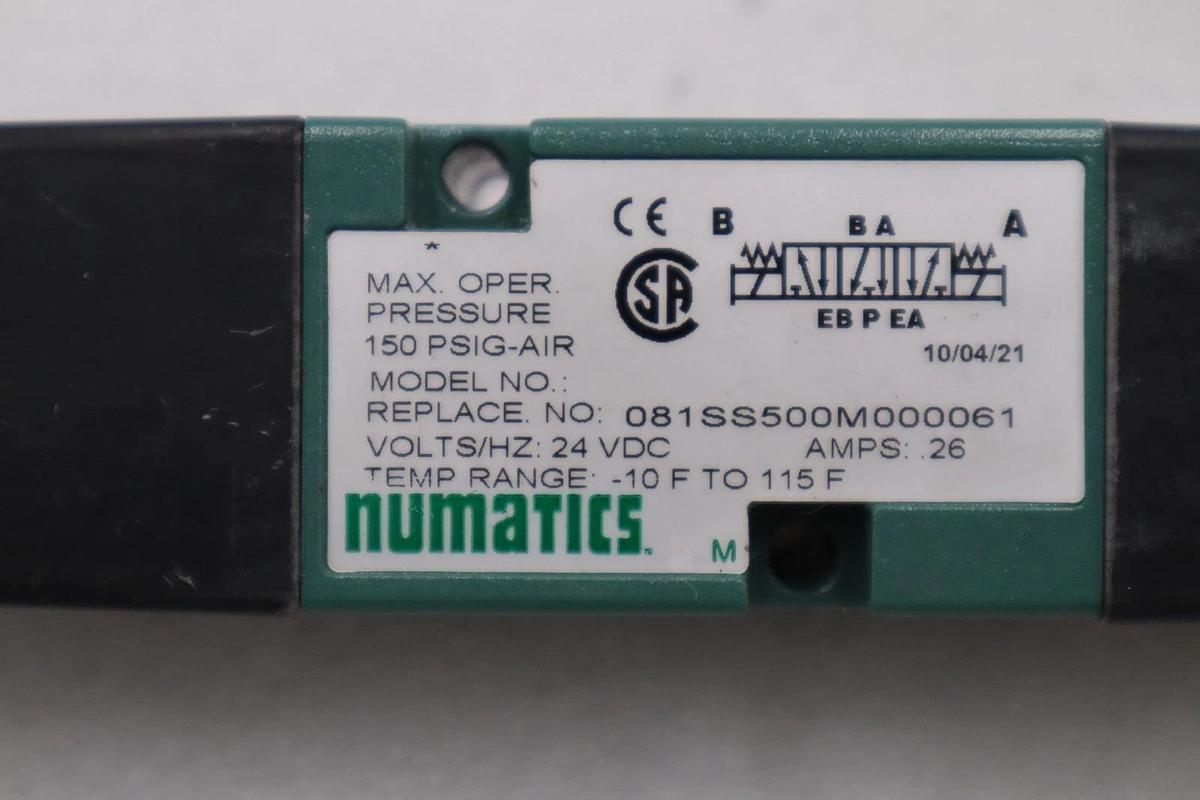 *
MAX. OPER.
PRESSURE
150 PSIG-AIR
CE
SA
B
B A
A
EB P EA
10/04/21
MODEL NO.:
REPLACE. NO: 081SS500M000061
VOLTS/HZ: 24 VDC AMPS: .26
TEMP RANGE: -10 F TO 115 F
numatics
M